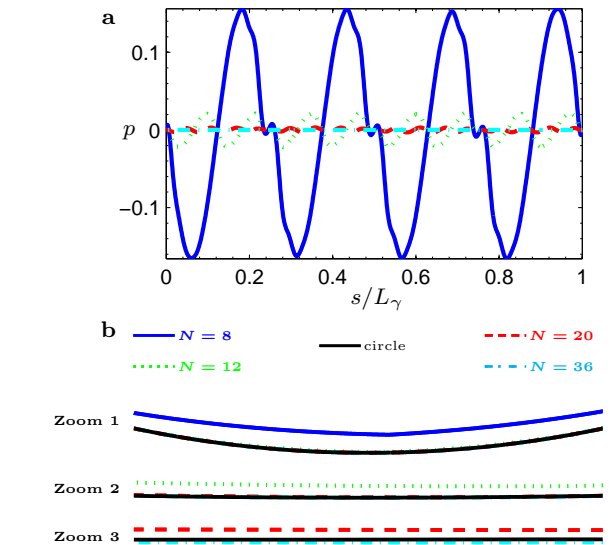 a
0.1
0
−0.1
p
0 0.2 0.4 0.6 0.8 1
s/Lγ
b
N = 8
circle
N = 20
N = 12
N = 36
Zoom 1
Zoom 2
Zoom 3